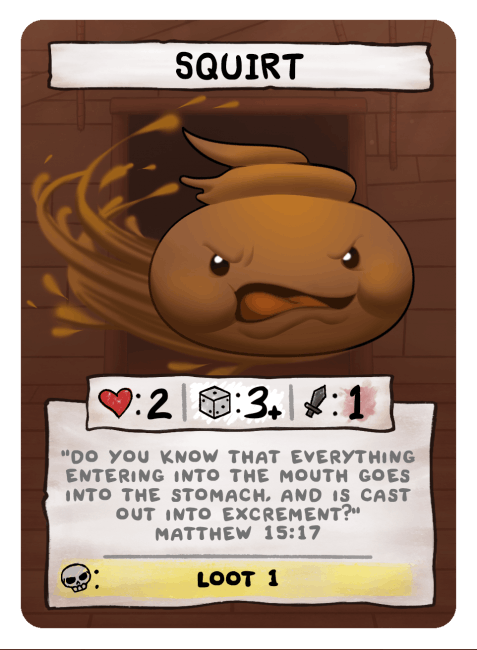 SQUIRT
:2 :3+ :1
"DO YOU KNOW THAT EVERYTHING
ENTERING INTO THE MOUTH GOES
INTO THE STOMACH, AND IS CAST
OUT INTO EXCREMENT?"
MATTHEW 15:17
: LOOT 1